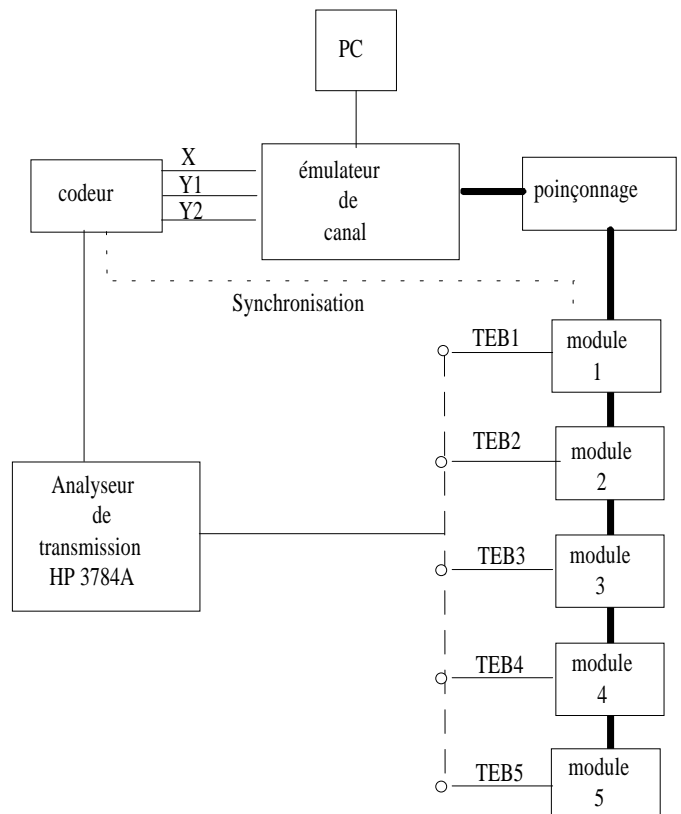 PC
codeur
X
Y1
Y2
émulateur
de
canal
poinçonnage
Synchronisation
TEB1
module
1
TEB2
module
2
Analyseur
de
transmission
HP 3784A
TEB3
module
3
TEB4
module
4
TEB5
module
5